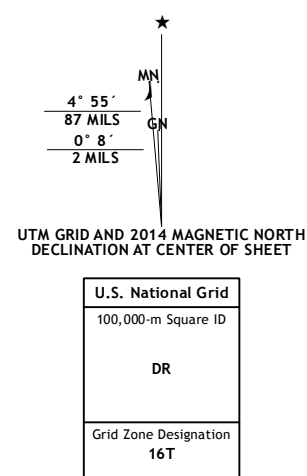 ★
MN
4° 55´
87 MILS
GN
0° 8´
2 MILS
UTM GRID AND 2014 MAGNETIC NORTH
DECLINATION AT CENTER OF SHEET
U.S. National Grid
100,000-m Square ID
DR
Grid Zone Designation
16T